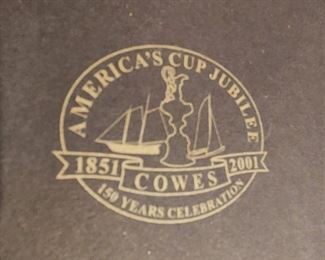 AMERICA'S CUP JUBILEE
1851 2001
COWES
150 YEARS CELEBRATION